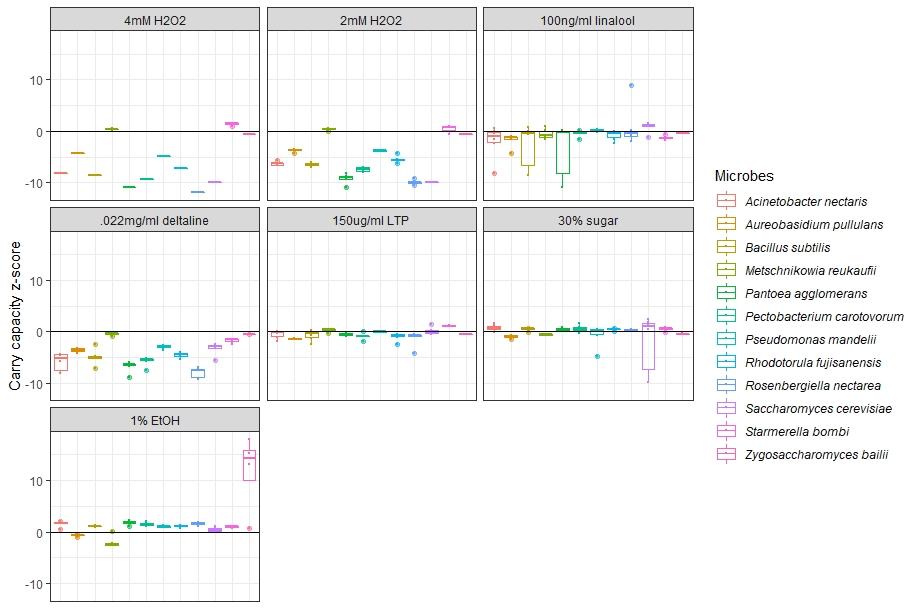 4mM H2O2
2mM H2O2
100ng/ml linalool
10
0
-10
.022mg/ml deltaline
150ug/ml LTP
30% sugar
10
0
-10
1% EtOH
10
0
-10
Carry capacity z-score
Microbes
Acinetobacter nectaris
Aureobasidium pullulans
Bacillus subtilis
Metschnikowia reukaufii
Pantoea agglomerans
Pectobacterium carotovorum
Pseudomonas mandelii
Rhodotorula fujisanensis
Rosenbergiella nectarea
Saccharomyces cerevisiae
Starmerella bombi
Zygosaccharomyces bailii